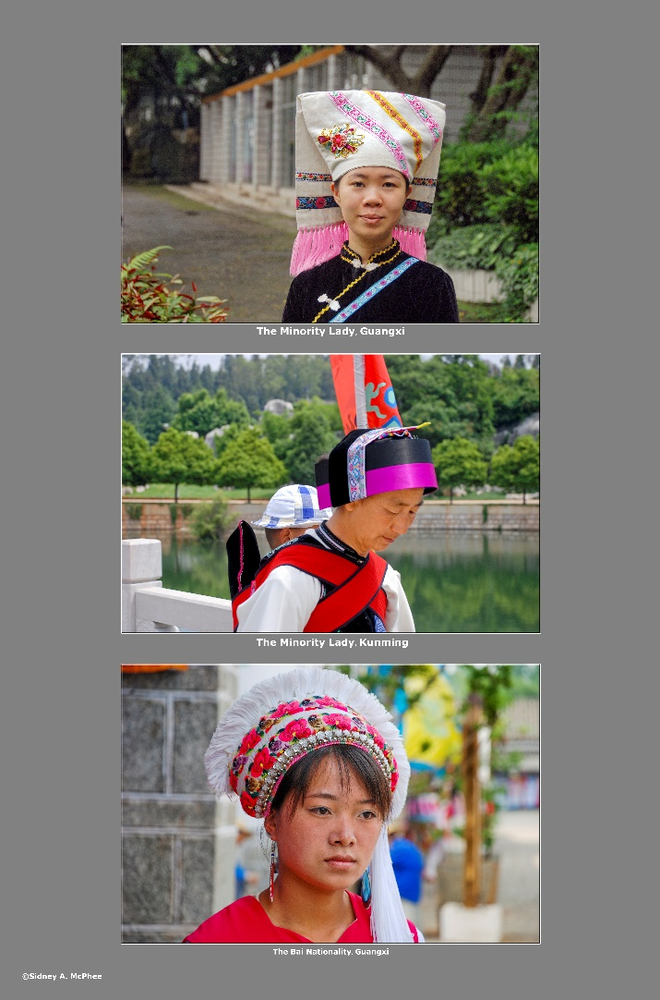 The Minority Lady, Guangxi
The Minority Lady, Kunming
The Bai Nationality, Guangxi
©Sidney A. McPhee